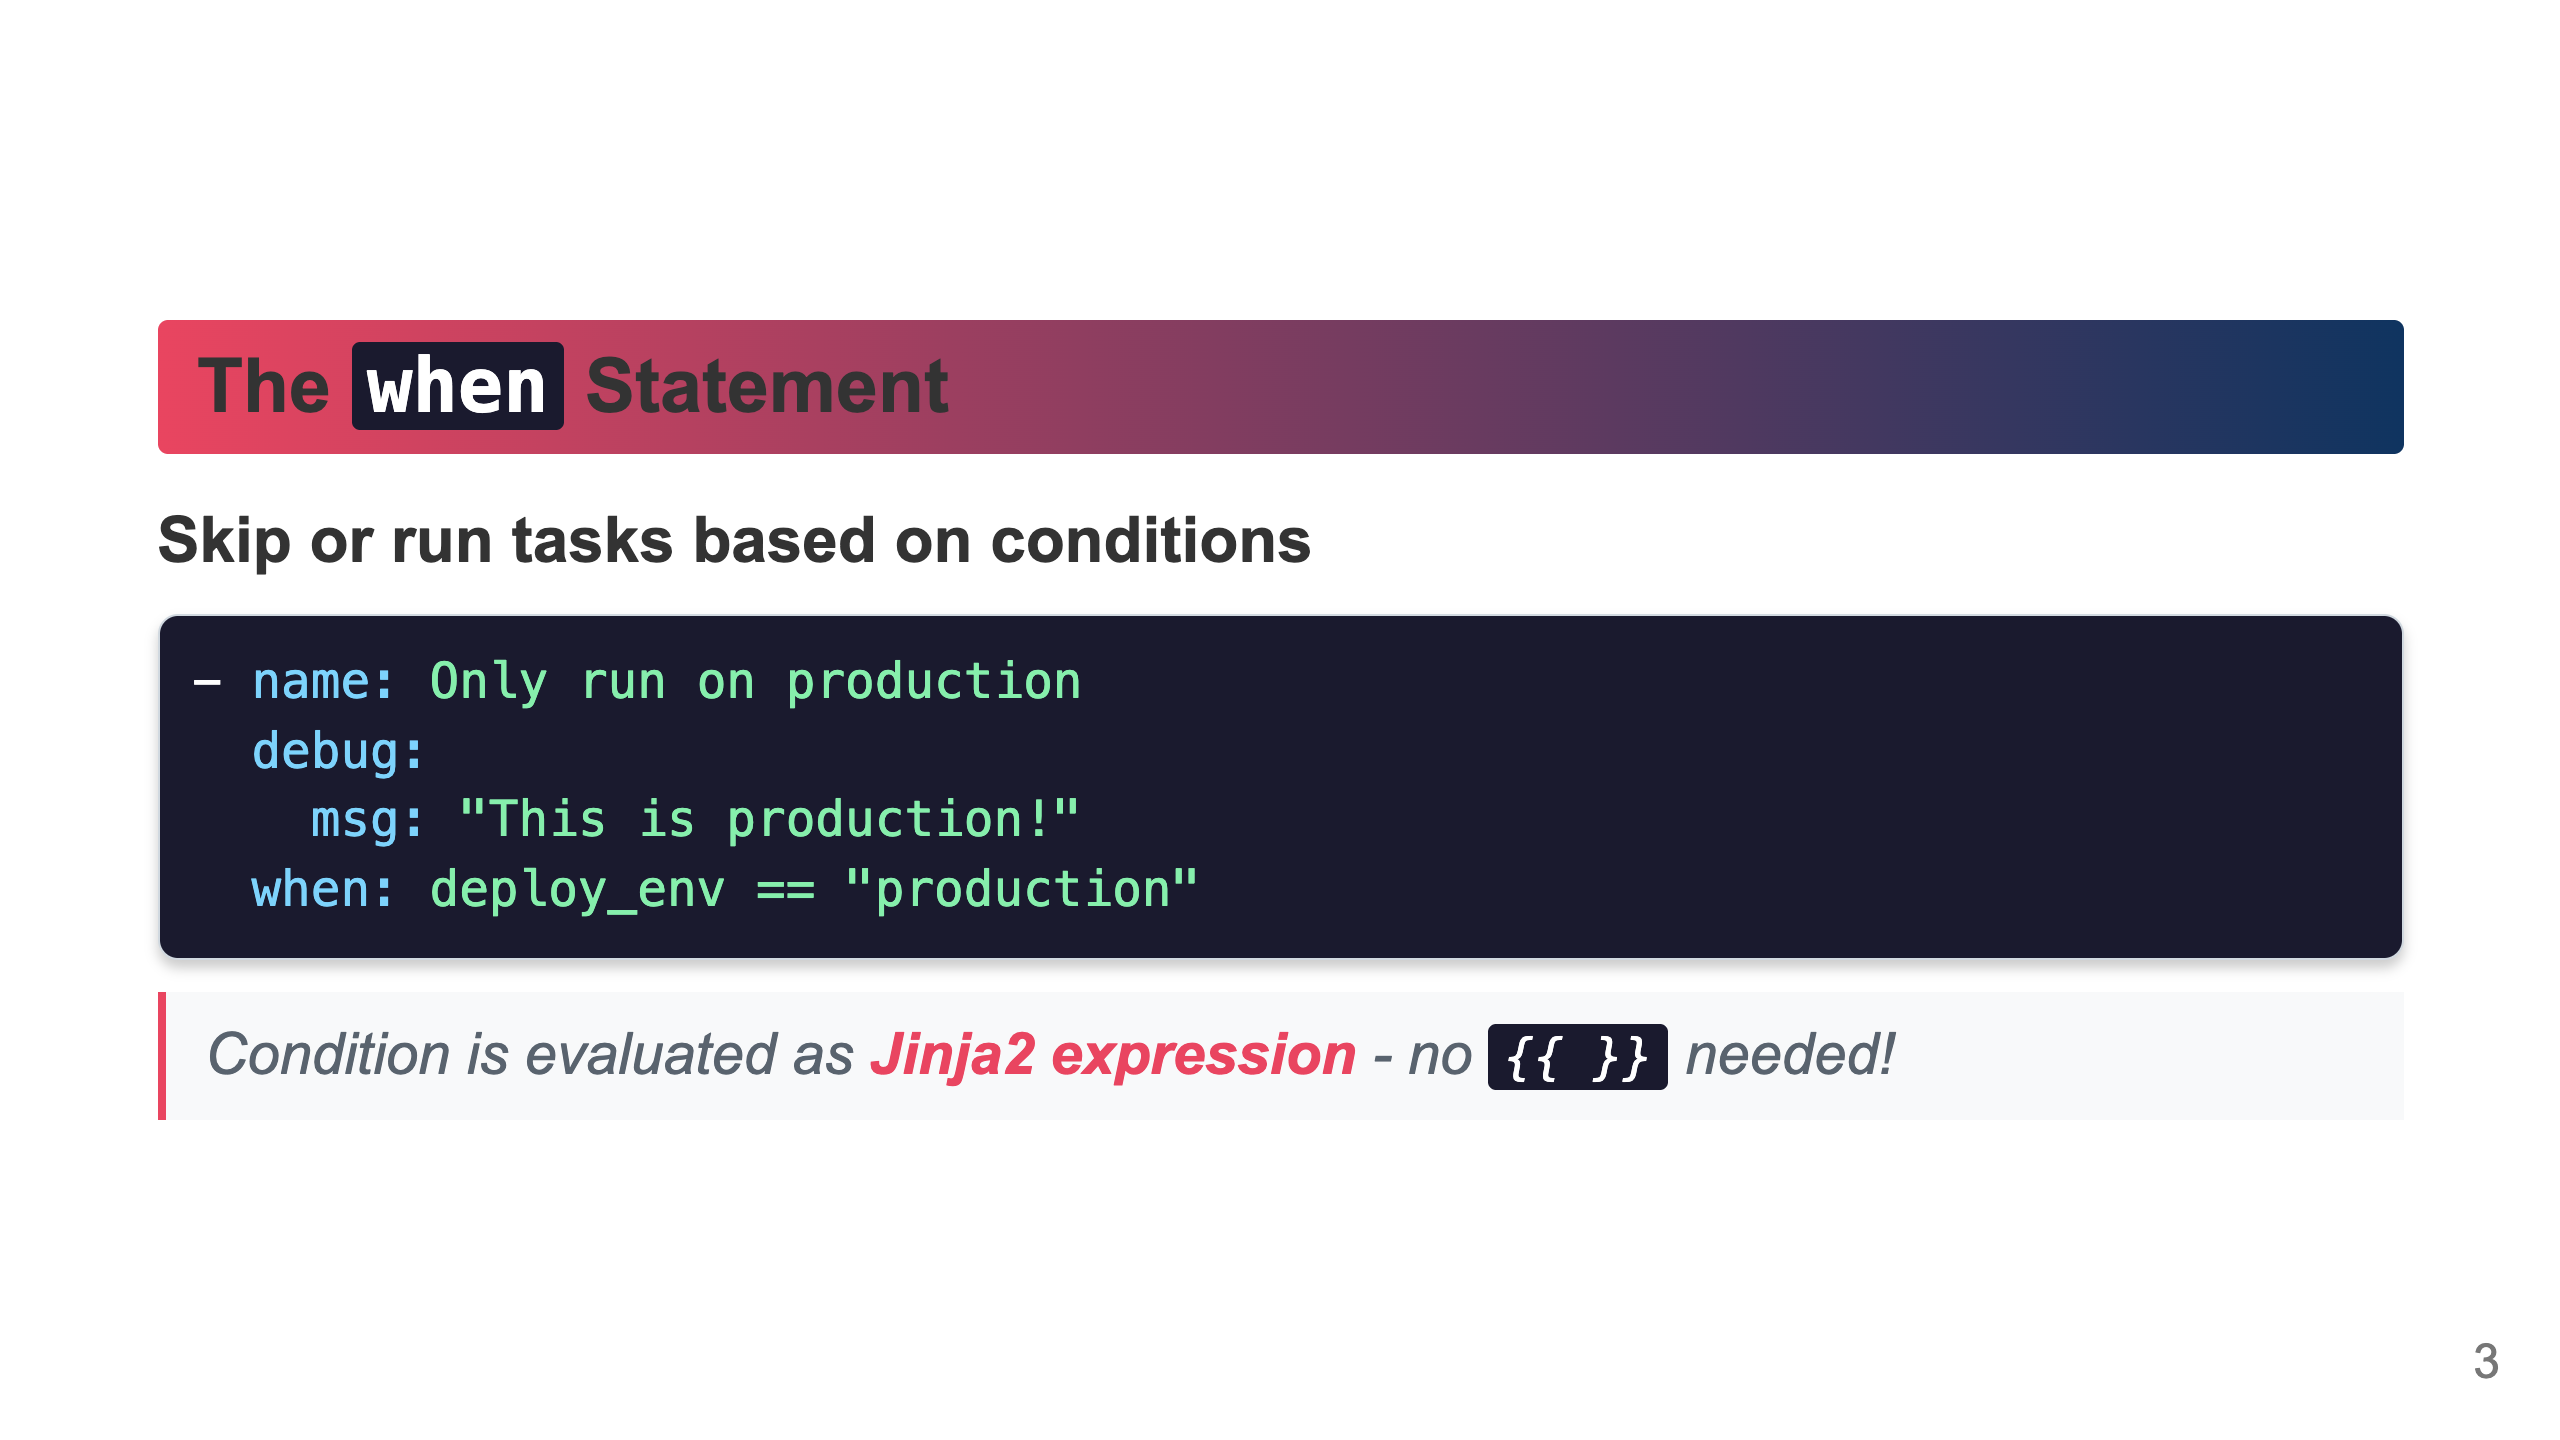 The when Statement
Skip or run tasks based on conditions
- name: Only run on production
  debug:
    msg: "This is production!"
  when: deploy_env == "production"
Condition is evaluated as Jinja2 expression - no {{ }} needed!
3